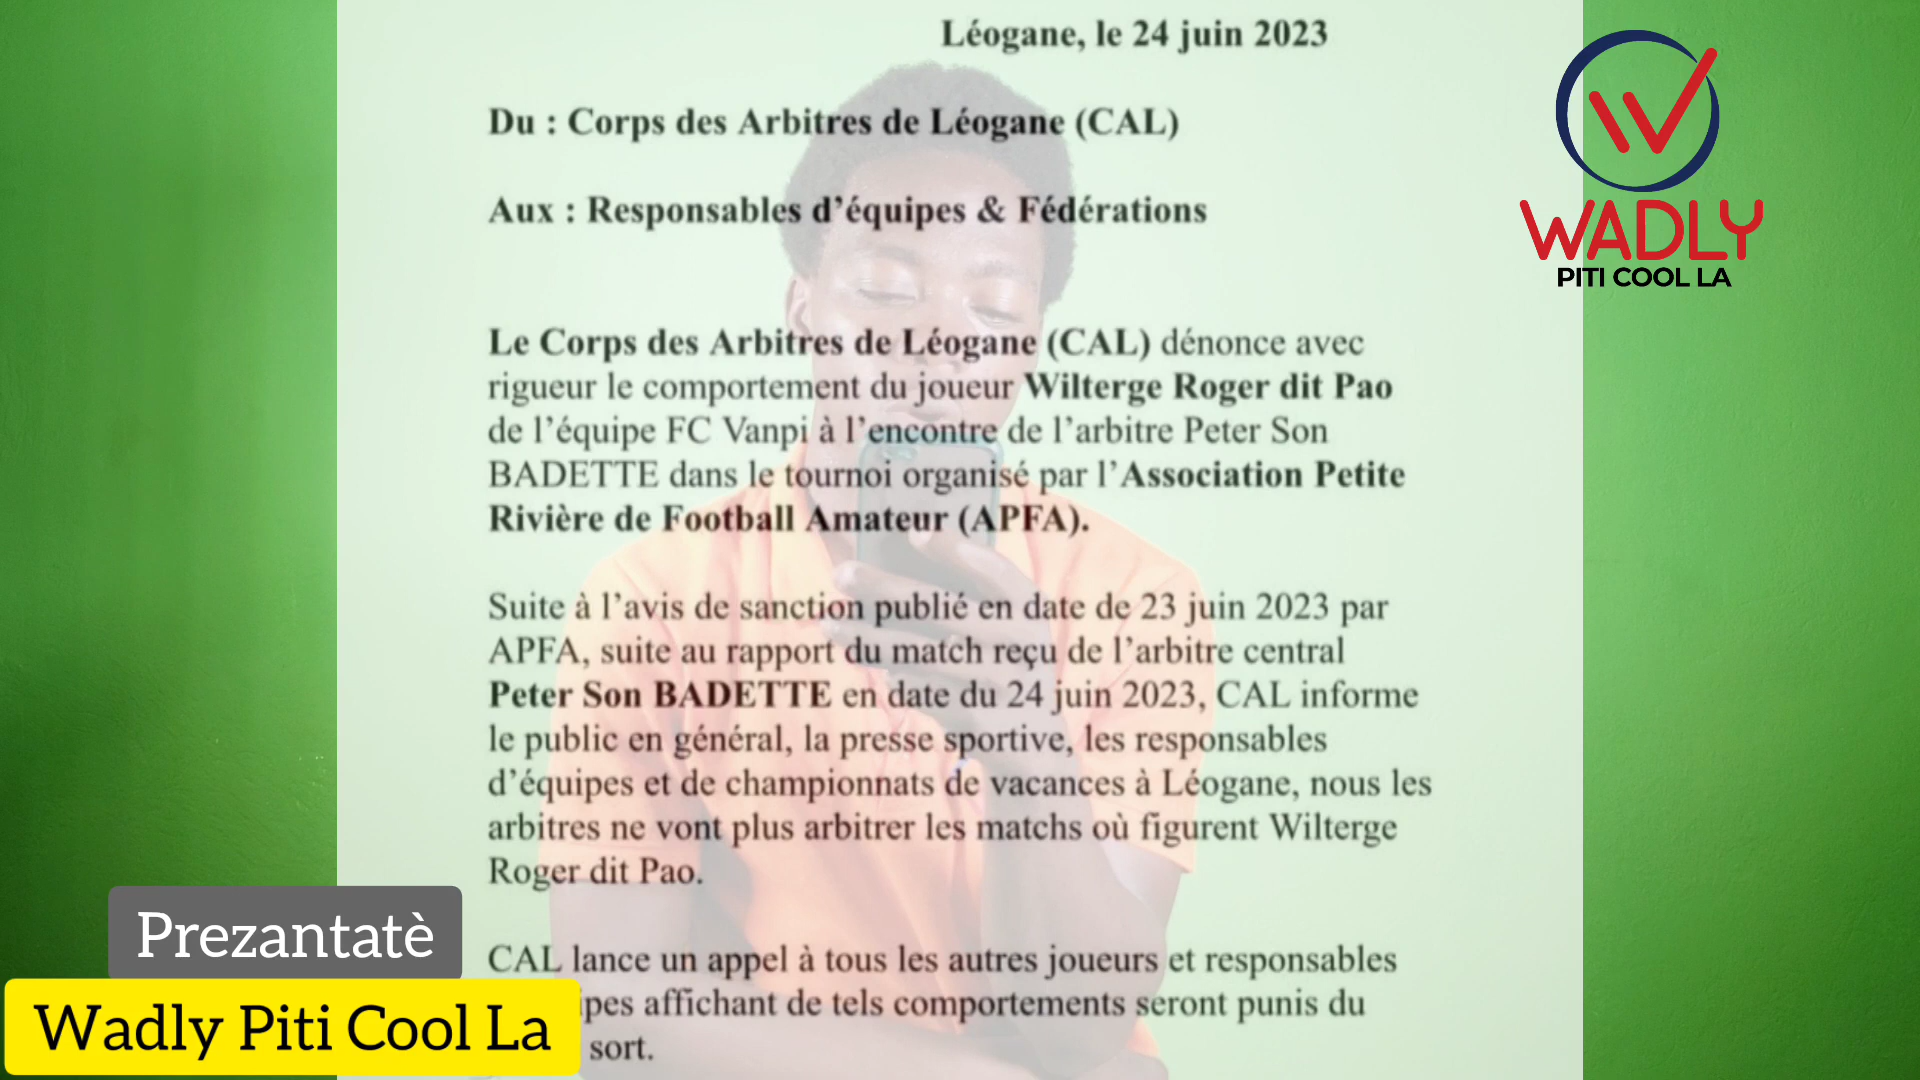 Léogane, le 24 juin 2023
Du : Corps des Arbitres de Léogane (CAL)
Aux : Responsables d’équipes & Fédérations
Le Corps des Arbitres de Léogane (CAL) dénonce avec
rigueur le comportement du joueur Wilterge Roger dit Pao
de l’équipe FC Vanpi à l’encontre de l’arbitre Peter Son
BADETTE dans le tournoi organisé par l’Association Petite
Rivière de Football Amateur (APFA).
Suite à l’avis de sanction publié en date de 23 juin 2023 par
APFA, suite au rapport du match reçu de l’arbitre central
Peter Son BADETTE en date du 24 juin 2023, CAL informe
le public en général, la presse sportive, les responsables
d’équipes et de championnats de vacances à Léogane, nous les
arbitres ne vont plus arbitrer les matchs où figurent Wilterge
Roger dit Pao.
CAL lance un appel à tous les autres joueurs et responsables
ipes affichant de tels comportements seront punis du
sort.
W
WADLY
PITI COOL LA
Prezantatè
Wadly Piti Cool La